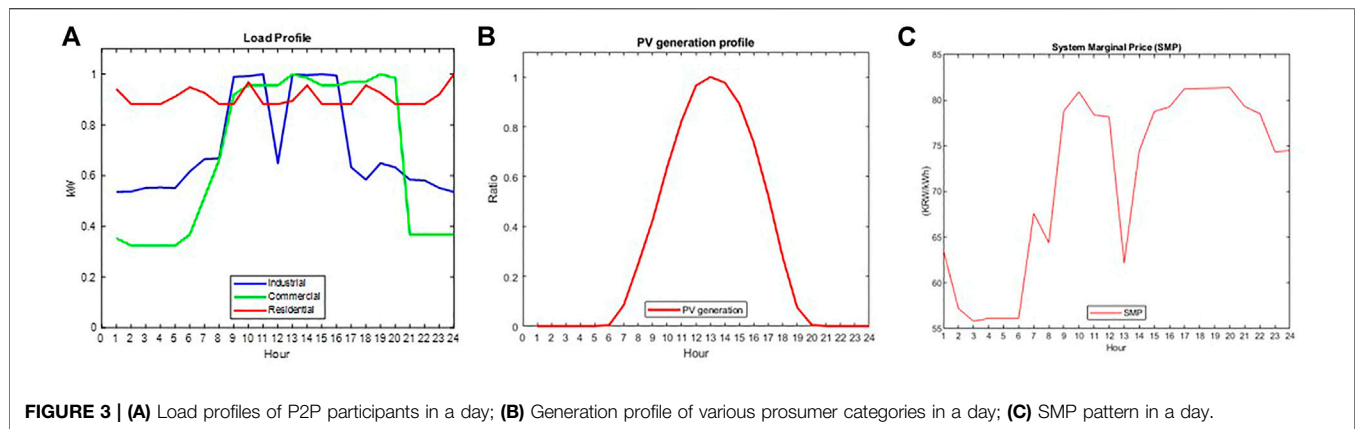 A
Load Profile
1
0.8
0.6
0.4
0.2
0
kW
0 1 2 3 4 5 6 7 8 9 10 11 12 13 14 15 16 17 18 19 20 21 22 23 24
Hour
Industrial
Commercial
Residential
B
PV generation profile
1
0.8
0.6
0.4
0.2
0
Ratio
0 1 2 3 4 5 6 7 8 9 10 11 12 13 14 15 16 17 18 19 20 21 22 23 24
Hour
PV generation
C
System Marginal Price (SMP)
85
80
75
70
65
60
55
(KRW/kWh)
1 2 3 4 5 6 7 8 9 10 11 12 13 14 15 16 17 18 19 20 21 22 23 24
Hour
SMP
FIGURE 3 | (A) Load profiles of P2P participants in a day; (B) Generation profile of various prosumer categories in a day; (C) SMP pattern in a day.